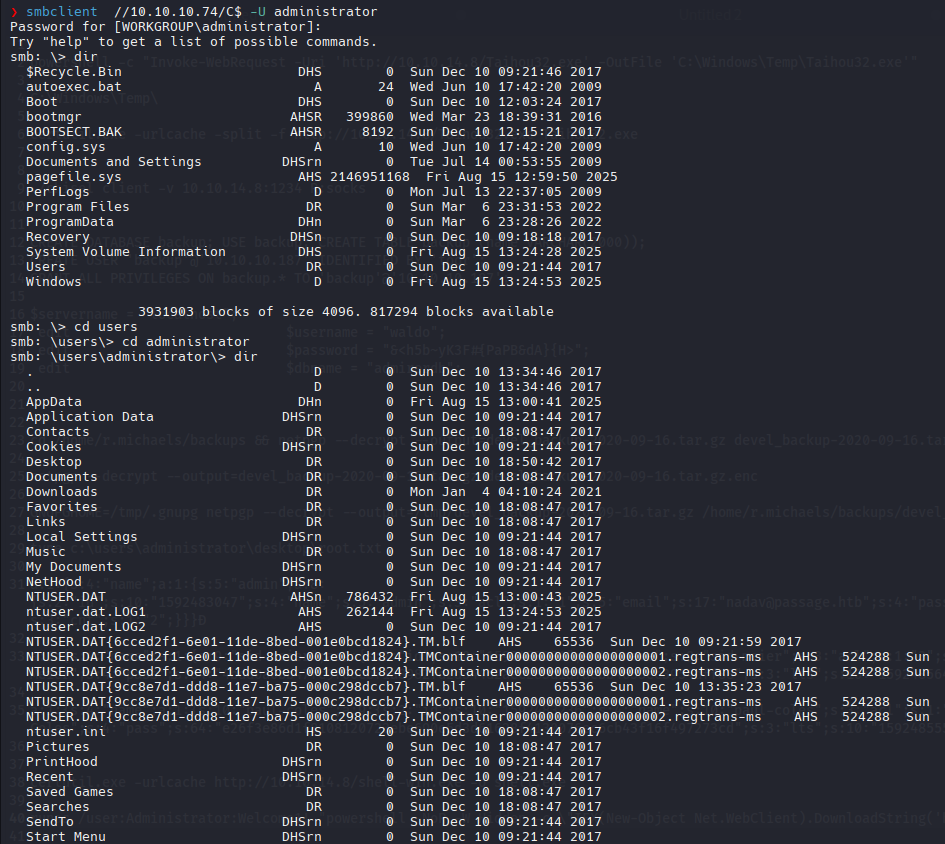 ❯ smbclient  //10.10.10.74/C$ -U administrator
Password for [WORKGROUP\administrator]:
Try "help" to get a list of possible commands.
smb: \> dir
  $Recycle.Bin                      DHS        0  Sun Dec 10 09:21:46 2017
  autoexec.bat                        A       24  Wed Jun 10 17:42:20 2009
  Boot                              DHS        0  Sun Dec 10 12:03:24 2017
  bootmgr                          AHSR   399860  Wed Mar 23 18:39:31 2016
  BOOTSECT.BAK                     AHSR     8192  Sun Dec 10 12:15:21 2017
  config.sys                          A       10  Wed Jun 10 17:42:20 2009
  Documents and Settings          DHSrn        0  Tue Jul 14 00:53:55 2009
  pagefile.sys                      AHS 2146951168  Fri Aug 15 12:59:50 2025
  PerfLogs                            D        0  Mon Jul 13 22:37:05 2009
  Program Files                      DR        0  Sun Mar  6 23:31:53 2022
  ProgramData                       DHn        0  Sun Mar  6 23:28:26 2022
  Recovery                        DHSn         0  Sun Dec 10 09:18:18 2017
  System Volume Information         DHS        0  Fri Aug 15 13:24:28 2025
  Users                              DR        0  Sun Dec 10 09:21:44 2017
  Windows                             D        0  Fri Aug 15 13:24:53 2025
3931903 blocks of size 4096. 817294 blocks available
smb: \> cd users
smb: \users\> cd administrator
smb: \users\administrator\> dir
  .                                   D        0  Sun Dec 10 13:34:46 2017
  ..                                  D        0  Sun Dec 10 13:34:46 2017
  AppData                           DHn        0  Fri Aug 15 13:00:41 2025
  Application Data                DHSrn        0  Sun Dec 10 09:21:44 2017
  Contacts                           DR        0  Sun Dec 10 18:08:47 2017
  Cookies                         DHSrn        0  Sun Dec 10 09:21:44 2017
  Desktop                            DR        0  Sun Dec 10 18:50:42 2017
  Documents                          DR        0  Sun Dec 10 18:08:47 2017
  Downloads                          DR        0  Mon Jan  4 04:10:24 2021
  Favorites                          DR        0  Sun Dec 10 18:08:47 2017
  Links                              DR        0  Sun Dec 10 18:08:47 2017
  Local Settings                  DHSrn        0  Sun Dec 10 09:21:44 2017
  Music                              DR        0  Sun Dec 10 18:08:47 2017
  My Documents                    DHSrn        0  Sun Dec 10 09:21:44 2017
  NetHood                         DHSrn        0  Sun Dec 10 09:21:44 2017
  NTUSER.DAT                       AHSn   786432  Fri Aug 15 13:00:43 2025
  ntuser.dat.LOG1                   AHS   262144  Fri Aug 15 13:24:53 2025
  ntuser.dat.LOG2                   AHS        0  Sun Dec 10 09:21:44 2017
  NTUSER.DAT{6cced2f1-6e01-11de-8bed-001e0bcd1824}.TM.blf    AHS    65536  Sun Dec 10 09:21:59 2017
  NTUSER.DAT{6cced2f1-6e01-11de-8bed-001e0bcd1824}.TMContainer00000000000000000001.regtrans-ms    AHS   524288  Sun
  NTUSER.DAT{6cced2f1-6e01-11de-8bed-001e0bcd1824}.TMContainer00000000000000000002.regtrans-ms    AHS   524288  Sun
  NTUSER.DAT{9cc8e7d1-ddd8-11e7-ba75-000c298dccb7}.TM.blf    AHS    65536  Sun Dec 10 13:35:23 2017
  NTUSER.DAT{9cc8e7d1-ddd8-11e7-ba75-000c298dccb7}.TMContainer00000000000000000001.regtrans-ms    AHS   524288  Sun
  NTUSER.DAT{9cc8e7d1-ddd8-11e7-ba75-000c298dccb7}.TMContainer00000000000000000002.regtrans-ms    AHS   524288  Sun
  ntuser.ini                         HS       20  Sun Dec 10 09:21:44 2017
  Pictures                           DR        0  Sun Dec 10 18:08:47 2017
  PrintHood                       DHSrn        0  Sun Dec 10 09:21:44 2017
  Recent                          DHSrn        0  Sun Dec 10 09:21:44 2017
  Saved Games                        DR        0  Sun Dec 10 18:08:47 2017
  Searches                           DR        0  Sun Dec 10 18:08:47 2017
  SendTo                          DHSrn        0  Sun Dec 10 09:21:44 2017
  Start Menu                      DHSrn        0  Sun Dec 10 09:21:44 2017